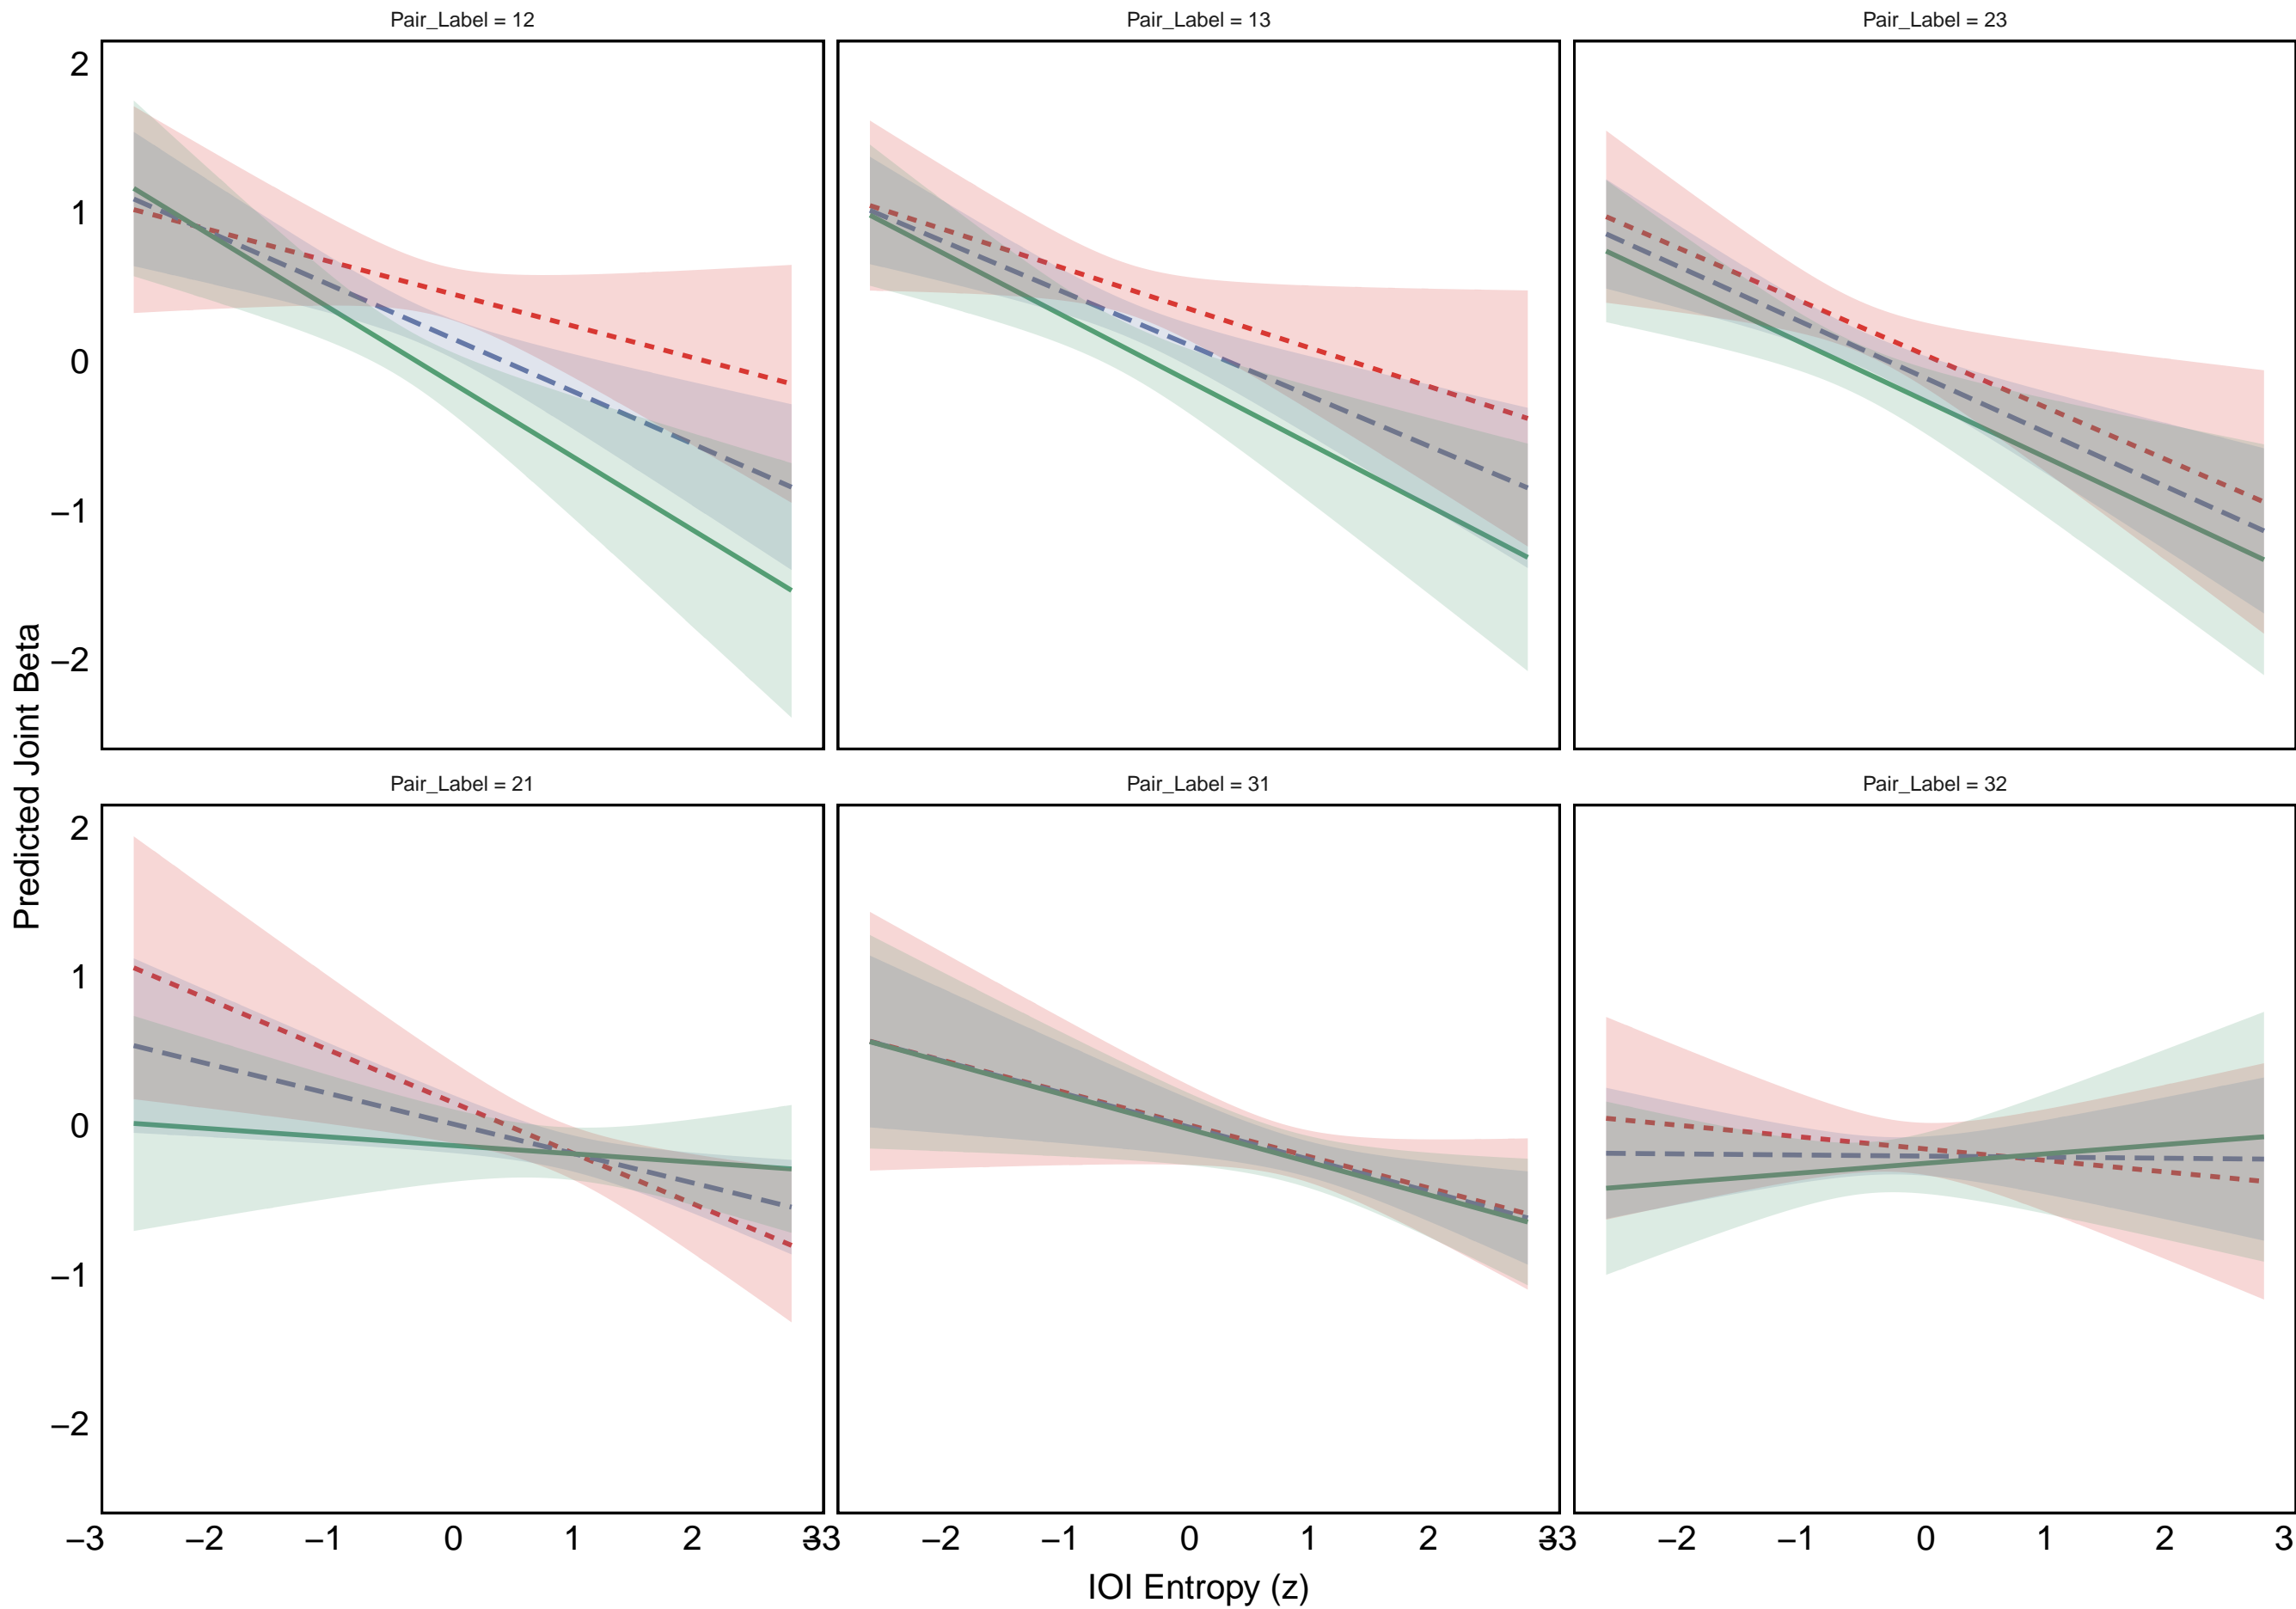 Pair_Label = 12
Pair_Label = 13
Pair_Label = 23
2
1
0
−1
−2
Predicted Joint Beta
Pair_Label = 21
Pair_Label = 31
Pair_Label = 32
2
1
0
−1
−2
−3 −2 −1 0 1 2 3
−3 −2 −1 0 1 2 3
−3 −2 −1 0 1 2 3
IOI Entropy (z)